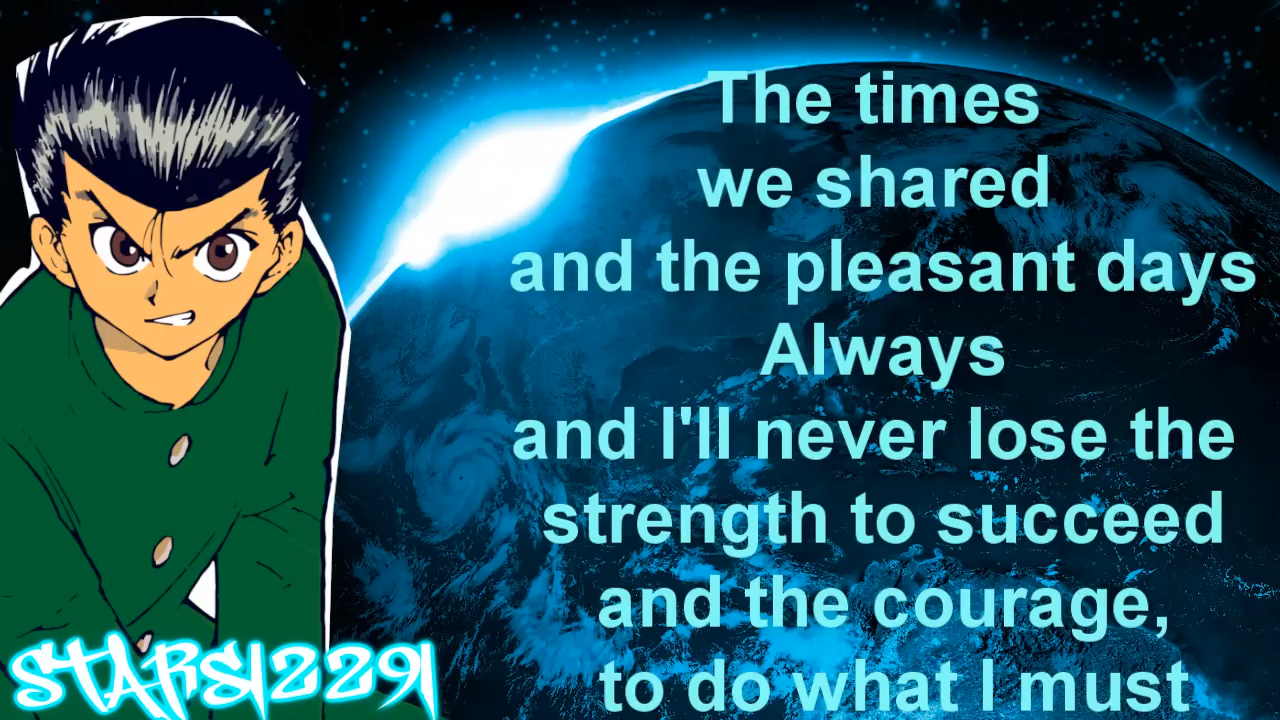 The times
we shared
and the pleasant days
Always
and I'll never lose the
strength to succeed
and the courage,
to do what I must
STARS12291